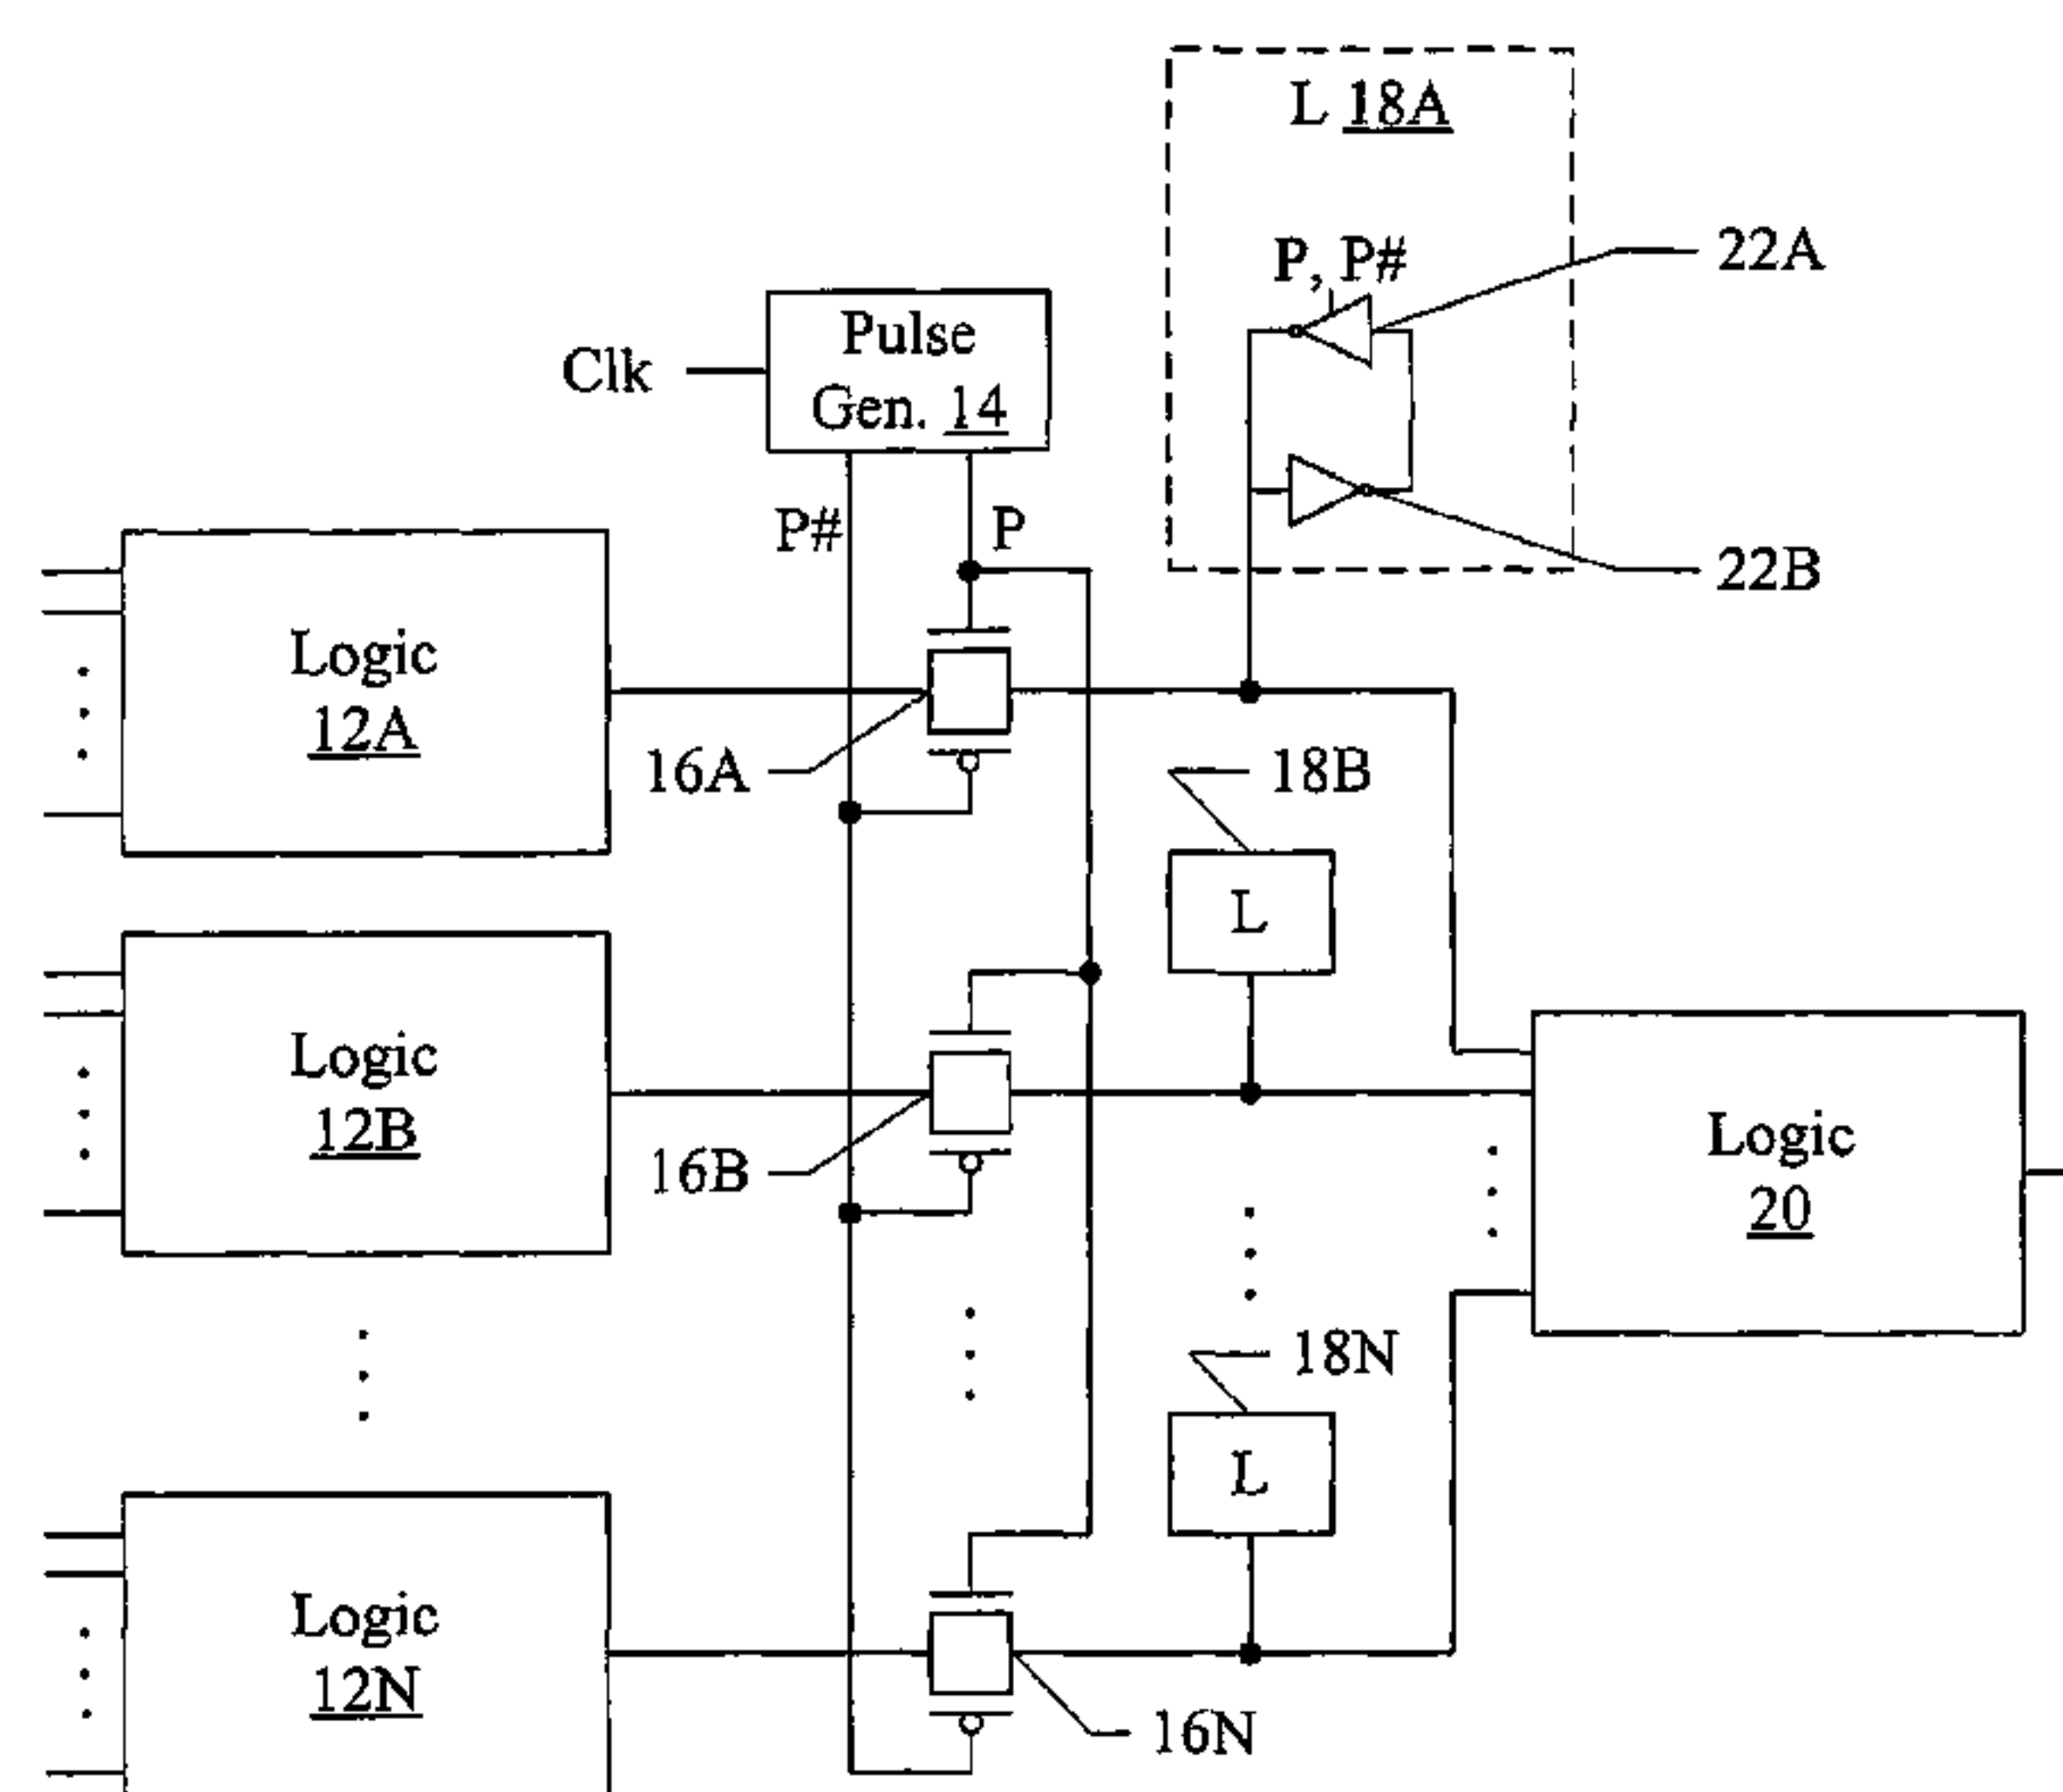 L 18A
P, P#
22A
Pulse
Gen. 14
Clk
P#
P
22B
Logic
12A
16A
18B
L
Logic
12B
16B
Logic
20
18N
L
Logic
12N
16N